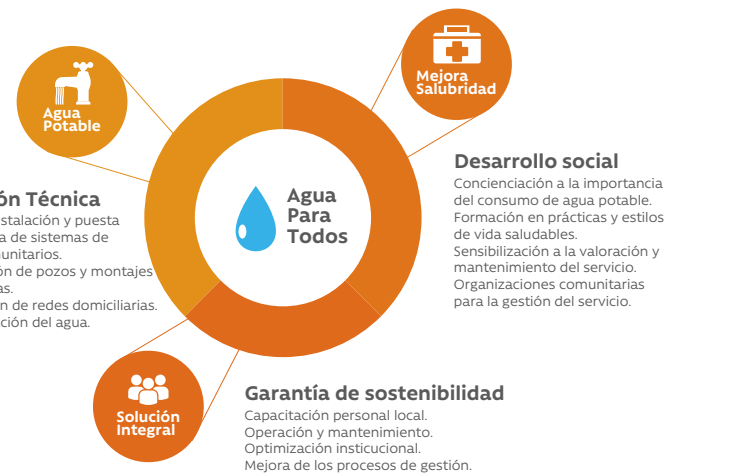 Agua
Potable
Mejora
Salubridad
Agua
Para
Todos
ón Técnica
stalación y puesta
a de sistemas de
unitarios.
ón de pozos y montajes
as.
n de redes domiciliarias.
ción del agua.
Desarrollo social
Concienciación a la importancia
del consumo de agua potable.
Formación en prácticas y estilos
de vida saludables.
Sensibilización a la valoración y
mantenimiento del servicio.
Organizaciones comunitarias
para la gestión del servicio.
Solución
Integral
Garantía de sostenibilidad
Capacitación personal local.
Operación y mantenimiento.
Optimización insticucional.
Mejora de los procesos de gestión.